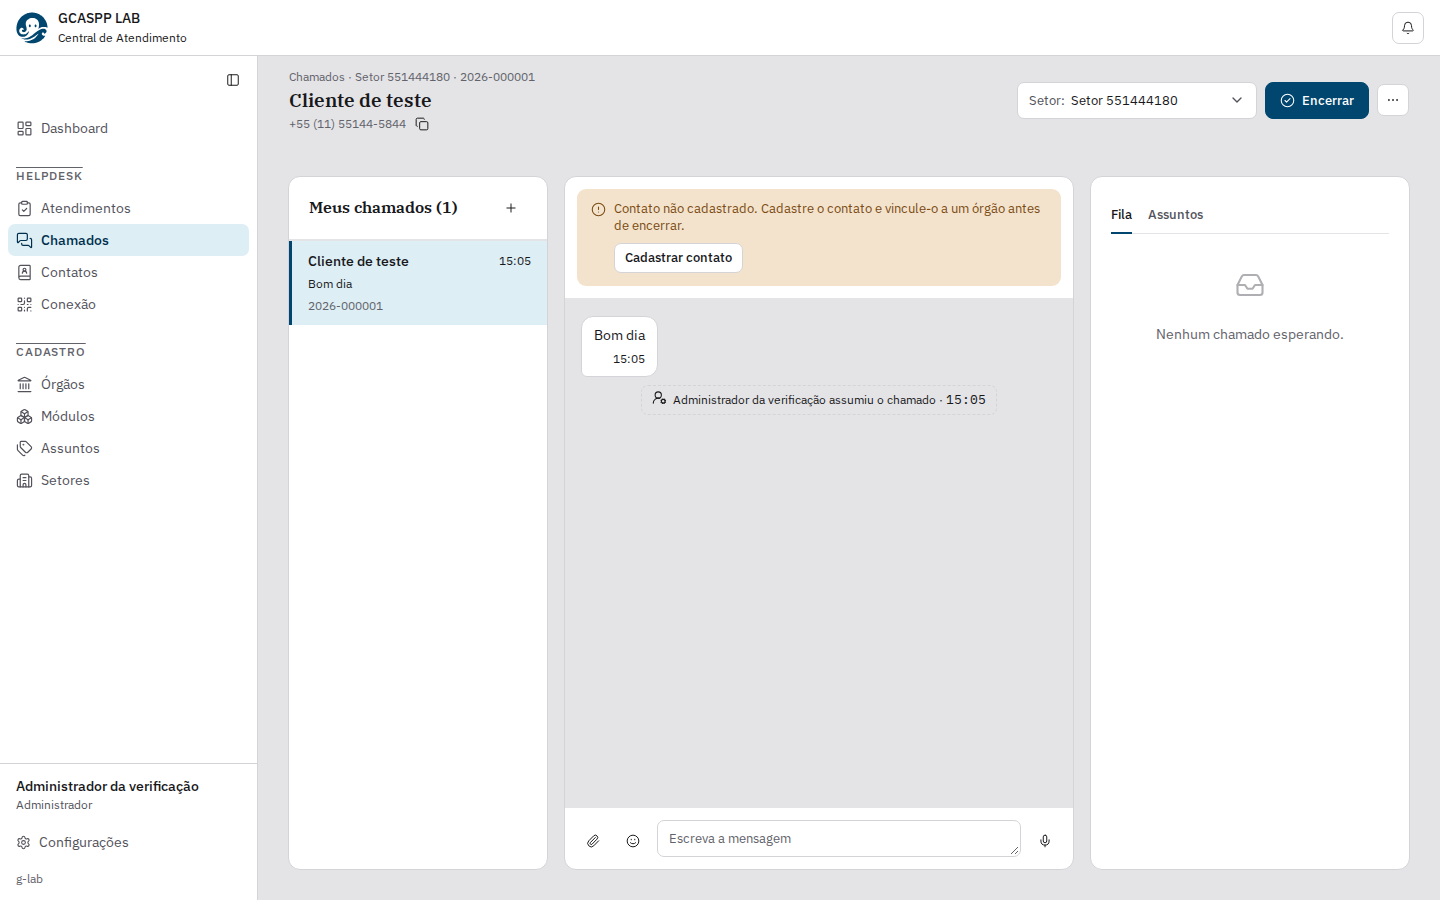 GCASPP LAB
Central de Atendimento
Dashboard
HELPDESK
Atendimentos
Chamados
Contatos
Conexão
CADASTRO
Órgãos
Módulos
Assuntos
Setores
Administrador da verificação
Administrador
Configurações
g-lab
Chamados · Setor 551444180 · 2026-000001
Cliente de teste
+55 (11) 55144-5844
Setor: Setor 551444180
Encerrar
Meus chamados (1)
Cliente de teste 15:05
Bom dia
2026-000001
Contato não cadastrado. Cadastre o contato e vincule-o a um órgão antes
de encerrar.
Cadastrar contato
Bom dia
15:05
Administrador da verificação assumiu o chamado · 15:05
Escreva a mensagem
Fila Assuntos
Nenhum chamado esperando.